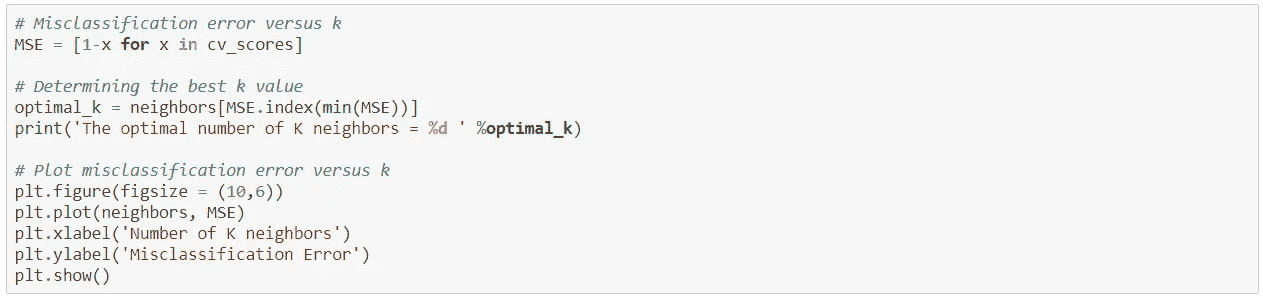 # Misclassification error versus k
MSE = [1-x for x in cv_scores]
# Determining the best k value
optimal_k = neighbors[MSE.index(min(MSE))]
print('The optimal number of K neighbors = %d ' %optimal_k)
# Plot misclassification error versus k
plt.figure(figsize = (10,6))
plt.plot(neighbors, MSE)
plt.xlabel('Number of K neighbors')
plt.ylabel('Misclassification Error')
plt.show()